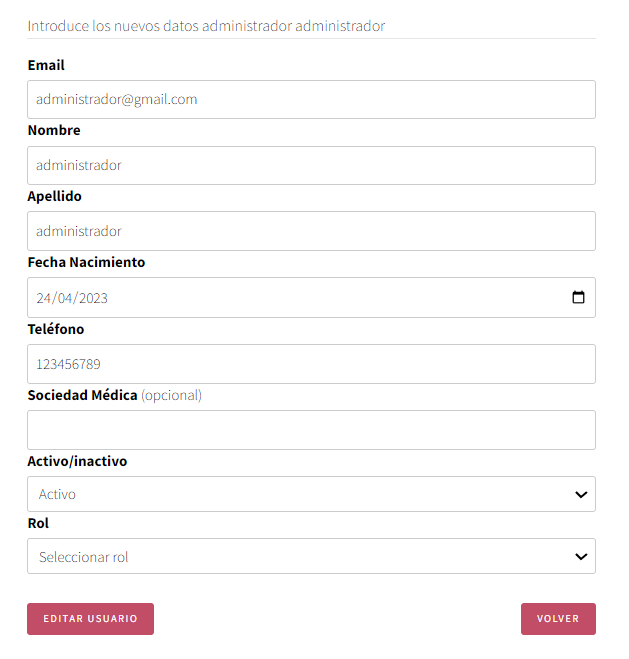 Introduce los nuevos datos administrador administrador
Email
administrador@gmail.com
Nombre
administrador
Apellido
administrador
Fecha Nacimiento
24/04/2023
Teléfono
123456789
Sociedad Médica (opcional)
Activo/inactivo
Activo
Rol
Seleccionar rol
EDITAR USUARIO
VOLVER